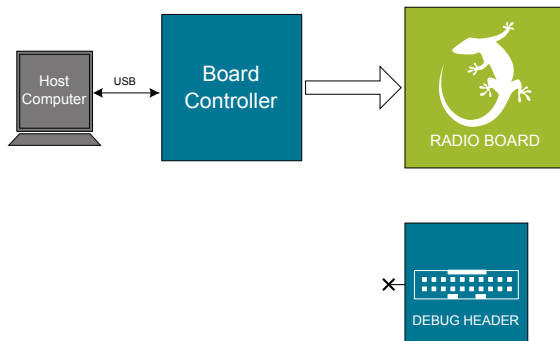 Host
Computer
USB
Board
Controller
RADIO BOARD
DEBUG HEADER